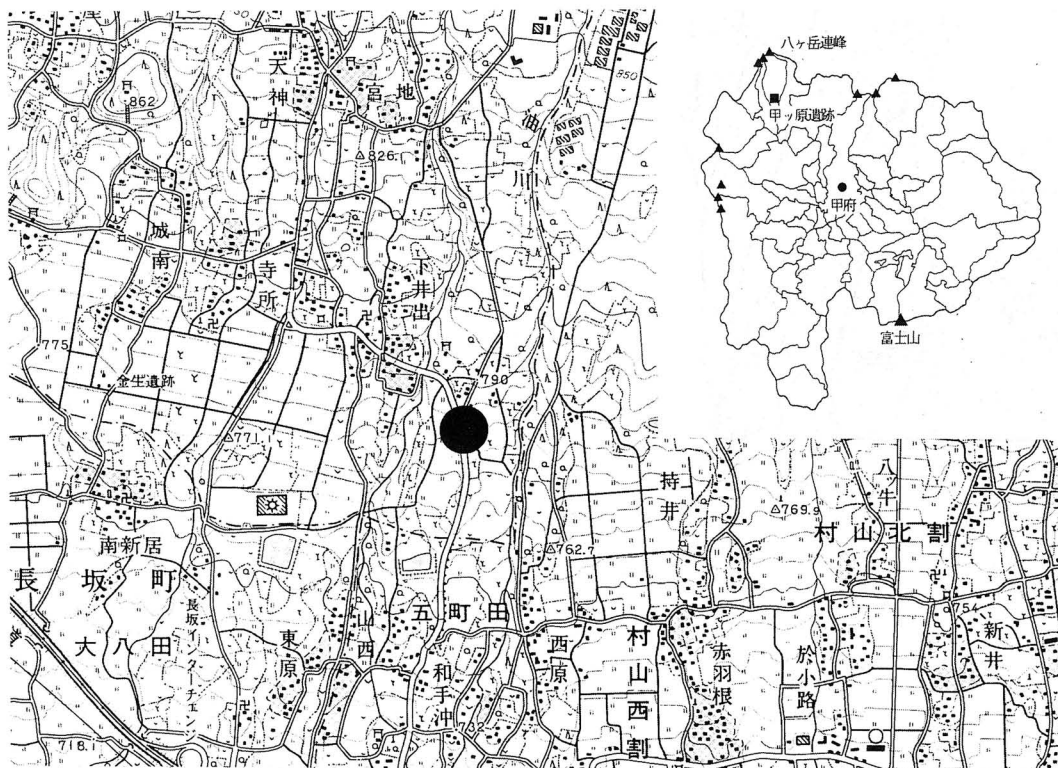 天神
宮地
油川
850
862
△826.1
城南
寺所
下井出
775
790
金生遺跡
△771
南新居
長坂町
大八田
長坂インターチェンジ
東原
山西
五町田
和手沖
732
西原
718.1
持井
△762.7
村山西割
赤羽根
△769.9
八ッ牛
村山北割
754
新井
於小路
八ヶ岳連峰
甲ッ原遺跡
甲府
富士山